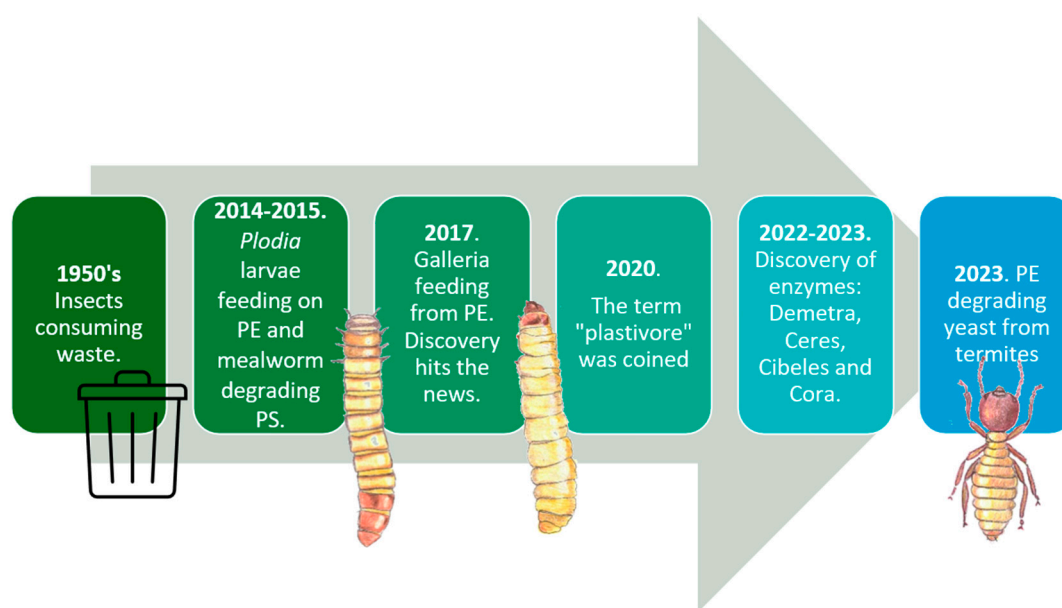 1950's
Insects
consuming
waste.
2014-2015.
Plodia
larvae
feeding on
PE and
mealworm
degrading
PS.
2017.
Galleria
feeding
from PE.
Discovery
hits the
news.
2020.
The term
"plastivore"
was coined
2022-2023.
Discovery of
enzymes:
Demetra,
Ceres,
Cibeles and
Cora.
2023. PE
degrading
yeast from
termites